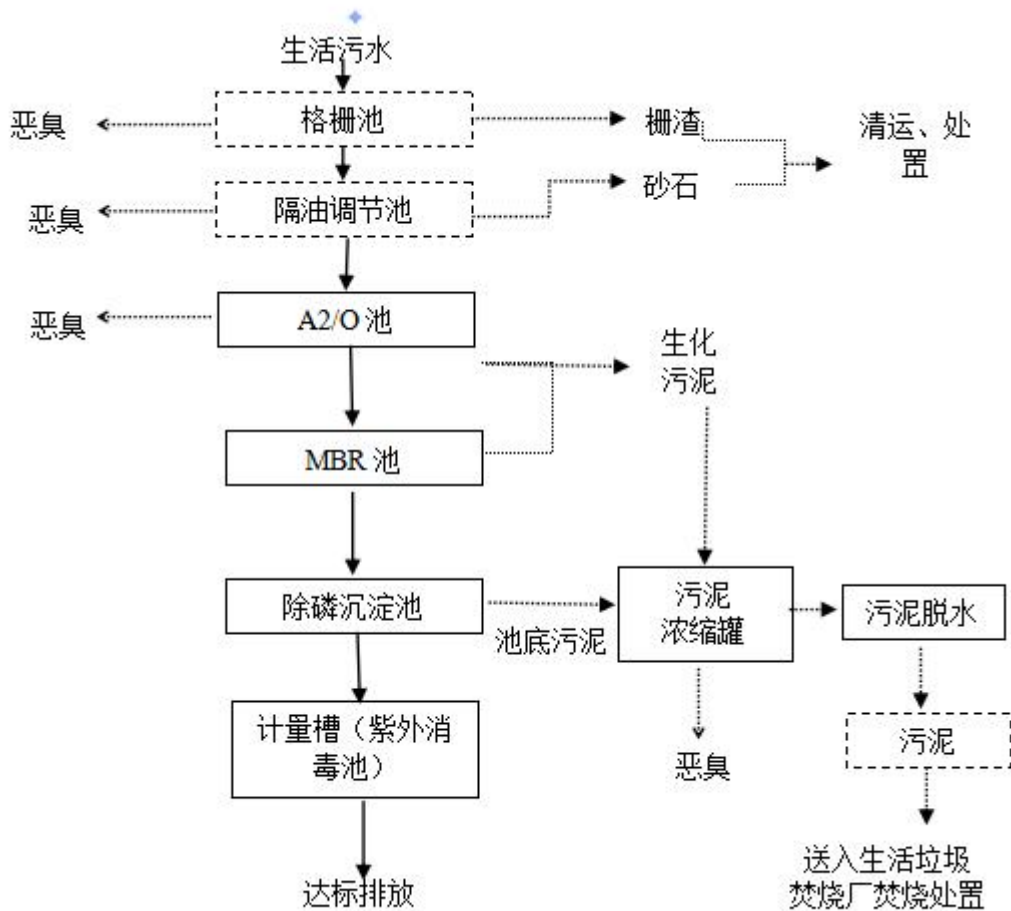 生活污水
恶臭
格栅池
栅渣
清运、处
置
恶臭
隔油调节池
砂石
恶臭
A2/O 池
生化
污泥
MBR 池
除磷沉淀池
池底污泥
污泥
浓缩罐
污泥脱水
计量槽（紫外消
毒池）
恶臭
污泥
达标排放
送入生活垃圾
焚烧厂焚烧处置